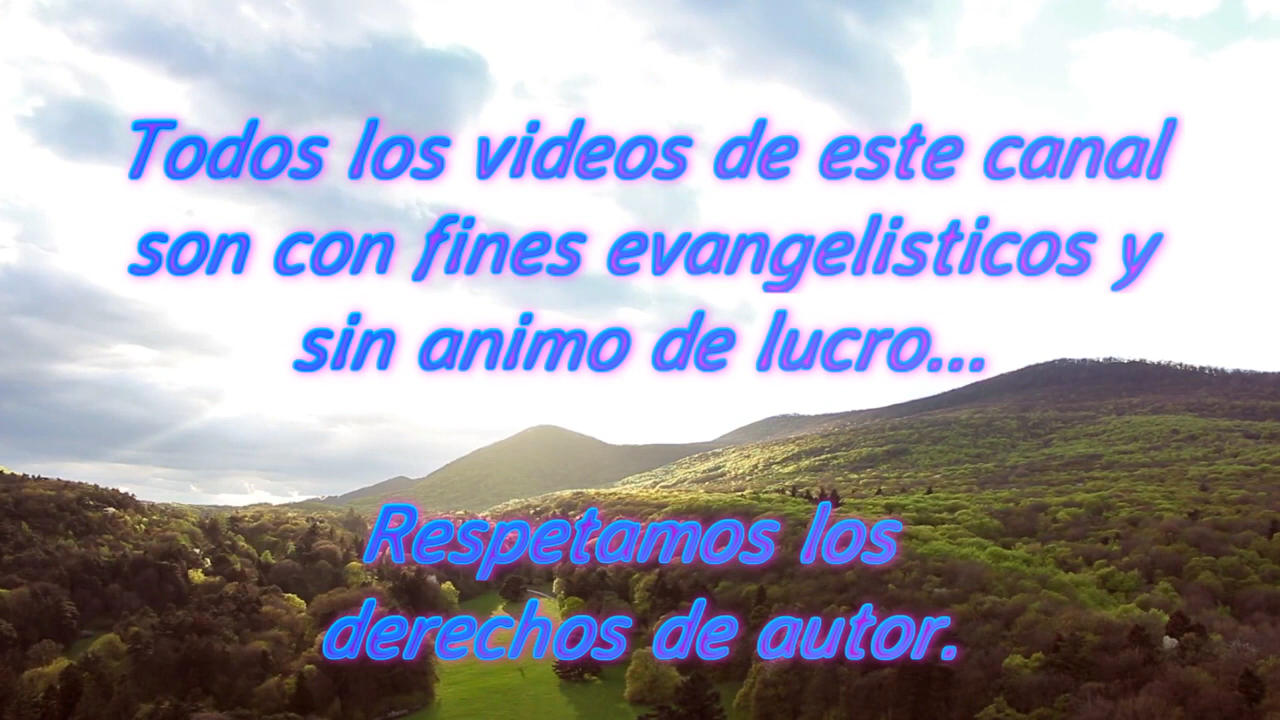 Todos los videos de este canal
son con fines evangelisticos y
sin animo de lucro...
Respetamos los
derechos de autor.